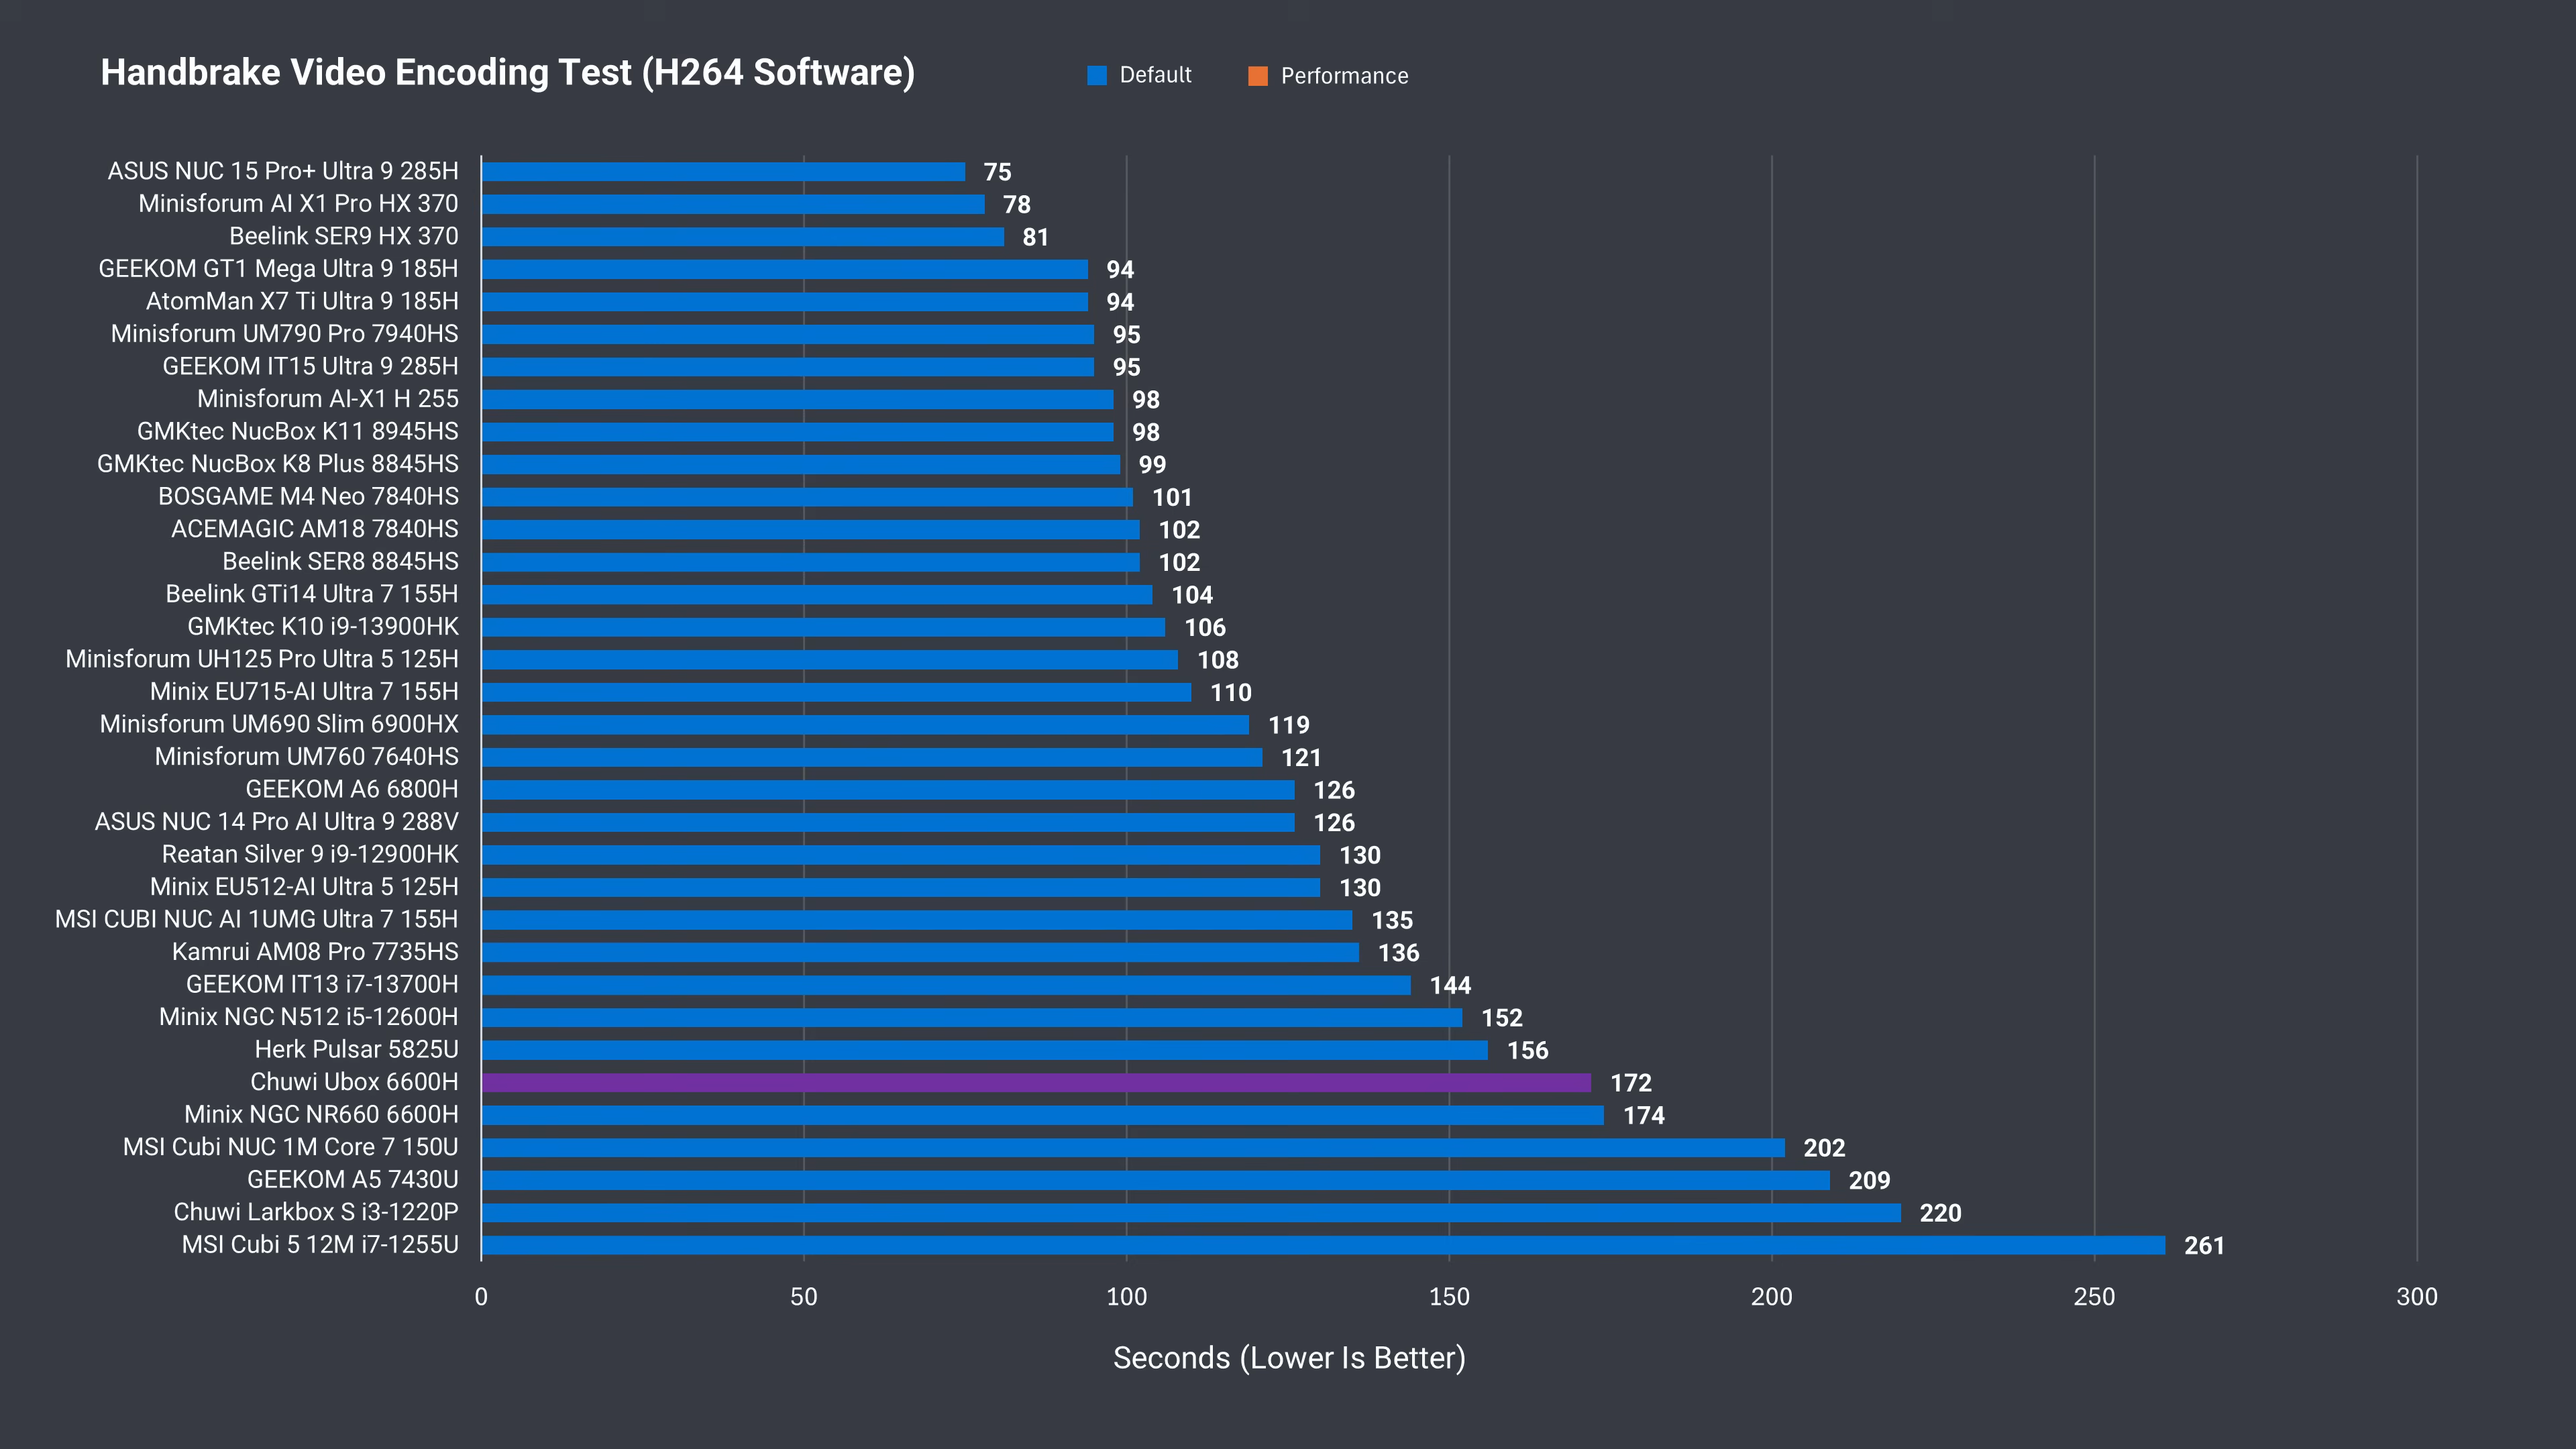 Handbrake Video Encoding Test (H264 Software)
Default
Performance
ASUS NUC 15 Pro+ Ultra 9 285H 75
Minisforum AI X1 Pro HX 370 78
Beelink SER9 HX 370 81
GEEKOM GT1 Mega Ultra 9 185H 94
AtomMan X7 Ti Ultra 9 185H 94
Minisforum UM790 Pro 7940HS 95
GEEKOM IT15 Ultra 9 285H 95
Minisforum AI-X1 H 255 98
GMKtec NucBox K11 8945HS 98
GMKtec NucBox K8 Plus 8845HS 99
BOSGAME M4 Neo 7840HS 101
ACEMAGIC AM18 7840HS 102
Beelink SER8 8845HS 102
Beelink GTi14 Ultra 7 155H 104
GMKtec K10 i9-13900HK 106
Minisforum UH125 Pro Ultra 5 125H 108
Minix EU715-AI Ultra 7 155H 110
Minisforum UM690 Slim 6900HX 119
Minisforum UM760 7640HS 121
GEEKOM A6 6800H 126
ASUS NUC 14 Pro AI Ultra 9 288V 126
Reatan Silver 9 i9-12900HK 130
Minix EU512-AI Ultra 5 125H 130
MSI CUBI NUC AI 1UMG Ultra 7 155H 135
Kamrui AM08 Pro 7735HS 136
GEEKOM IT13 i7-13700H 144
Minix NGC N512 i5-12600H 152
Herk Pulsar 5825U 156
Chuwi Ubox 6600H 172
Minix NGC NR660 6600H 174
MSI Cubi NUC 1M Core 7 150U 202
GEEKOM A5 7430U 209
Chuwi Larkbox S i3-1220P 220
MSI Cubi 5 12M i7-1255U 261
0 50 100 150 200 250 300
Seconds (Lower Is Better)